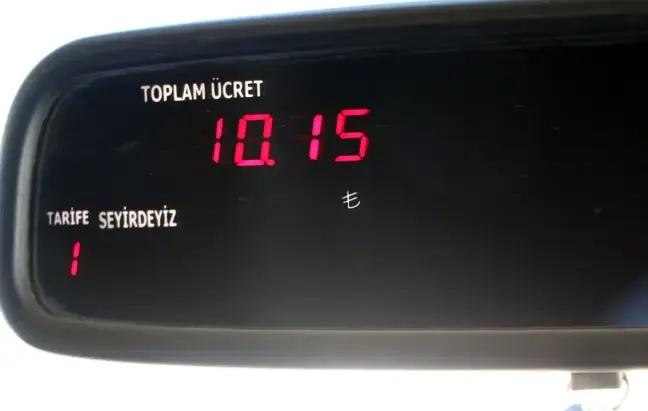 TOPLAM ÜCRET
10.15
₺
TARİFE SEYİRDEYİZ
1